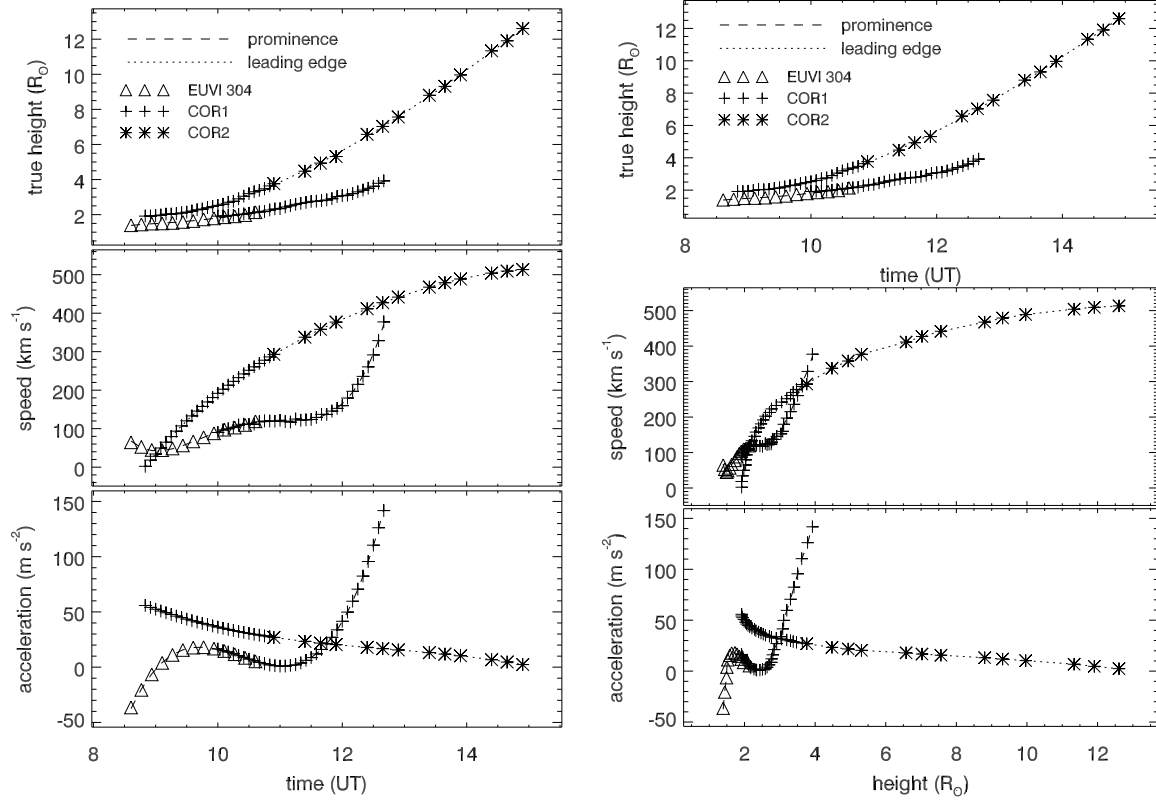 12
10
8
6
4
2
true height (R⊙)
prominence
leading edge
EUVI 304
COR1
COR2
500
400
300
200
100
0
speed (km s⁻¹)
150
100
50
0
-50
acceleration (m s⁻²)
8 10 12 14
time (UT)
12
10
8
6
4
2
true height (R⊙)
prominence
leading edge
EUVI 304
COR1
COR2
8 10 12 14
time (UT)
500
400
300
200
100
0
speed (km s⁻¹)
150
100
50
0
-50
acceleration (m s⁻²)
2 4 6 8 10 12
height (R⊙)